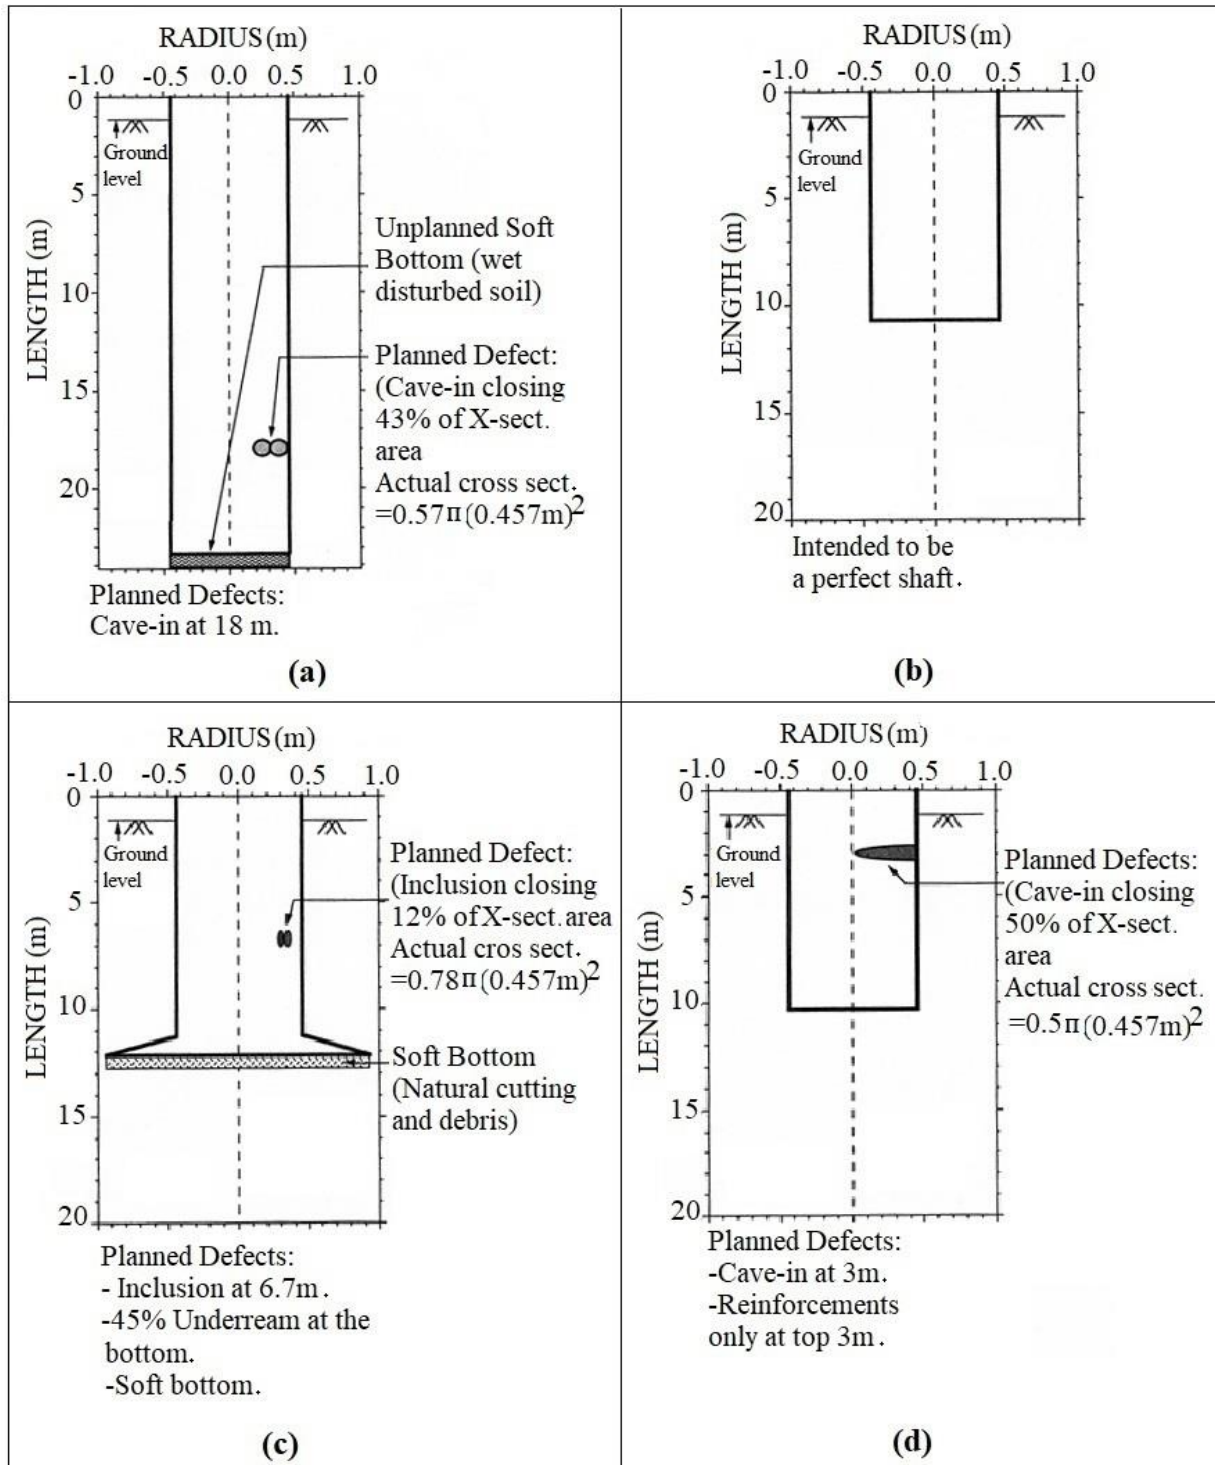 RADIUS (m)
-1.0 -0.5 0.0 0.5 1.0
0
Ground
level
5
10
15
20
LENGTH (m)
Unplanned Soft
Bottom (wet
disturbed soil)
Planned Defect:
(Cave-in closing
43% of X-sect.
area
Actual cross sect.
=0.57π(0.457m)²
Planned Defects:
Cave-in at 18 m.
(a)
RADIUS (m)
-1.0 -0.5 0.0 0.5 1.0
0
Ground
level
5
10
15
20
LENGTH (m)
Intended to be
a perfect shaft.
(b)
RADIUS (m)
-1.0 -0.5 0.0 0.5 1.0
0
Ground
level
5
10
15
20
LENGTH (m)
Planned Defect:
(Inclusion closing
12% of X-sect. area
Actual cros sect.
=0.78π(0.457m)²
Soft Bottom
(Natural cutting
and debris)
Planned Defects:
- Inclusion at 6.7m.
-45% Underream at the
bottom.
-Soft bottom.
(c)
RADIUS (m)
-1.0 -0.5 0.0 0.5 1.0
0
Ground
level
5
10
15
20
LENGTH (m)
Planned Defects:
(Cave-in closing
50% of X-sect.
area
Actual cross sect.
=0.5π(0.457m)²
Planned Defects:
-Cave-in at 3m.
-Reinforcements
only at top 3m.
(d)